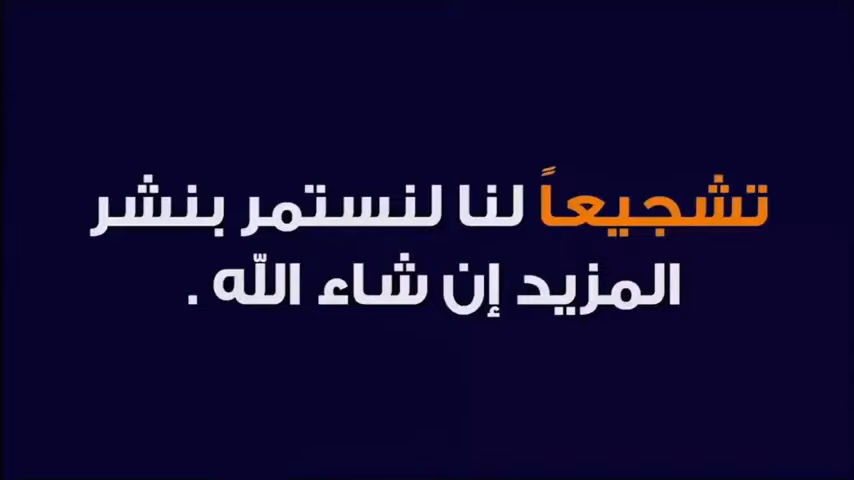 تشجيعاً لنا لنستمر بنشر
المزيد إن شاء الله .